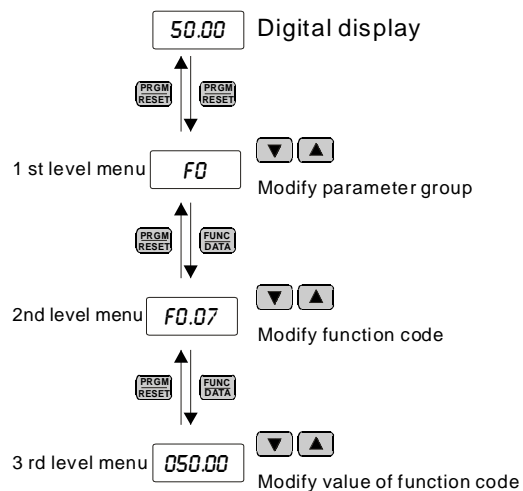 50.00 Digital display
PRGM PRGM
RESET RESET
1 st level menu F0
Modify parameter group
PRGM FUNC
RESET DATA
2nd level menu F0.07
Modify function code
PRGM FUNC
RESET DATA
3 rd level menu 050.00
Modify value of function code